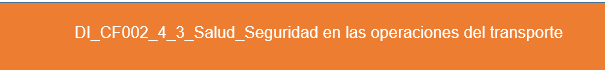 DI_CF002_4_3_Salud_Seguridad en las operaciones del transporte